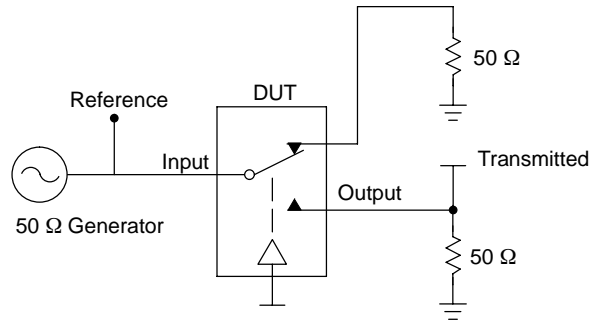 50 Ω
DUT
Reference
Input
Transmitted
Output
50 Ω Generator
50 Ω